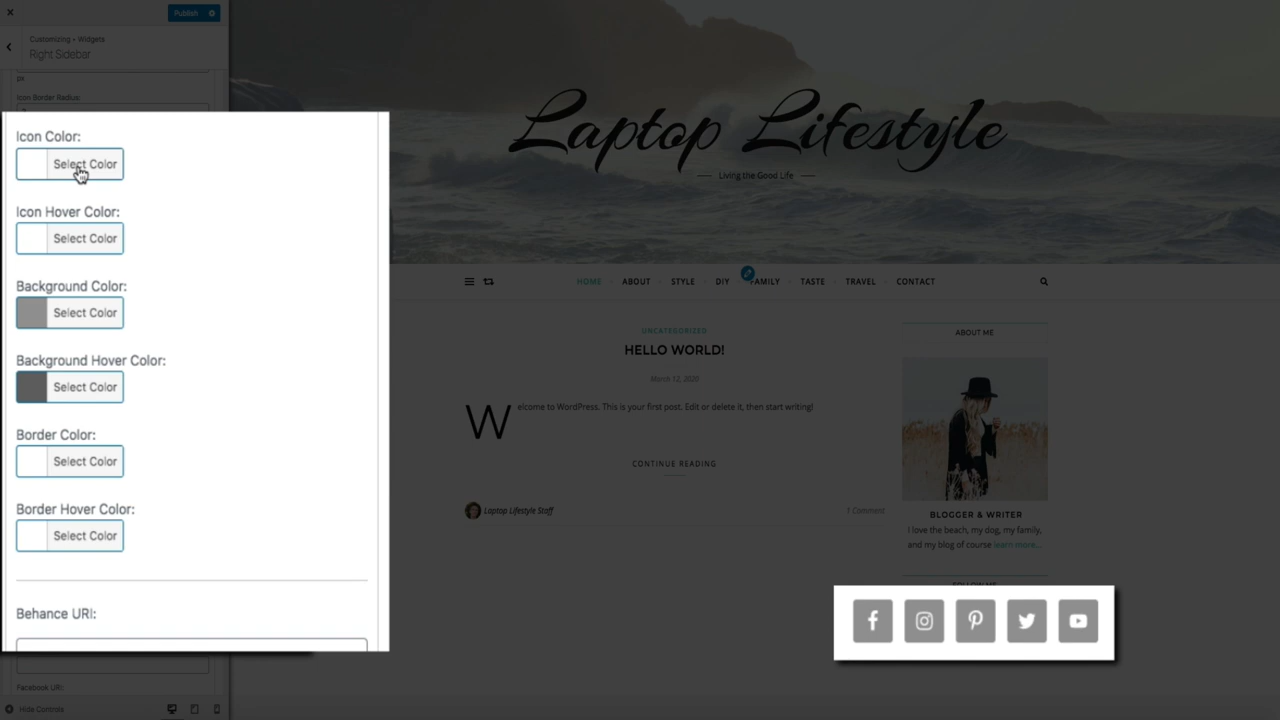 Publish
Customizing • Widgets
Right Sidebar
px
Icon Border Radius:
Icon Color:
Select Color
Icon Hover Color:
Select Color
Background Color:
Select Color
Background Hover Color:
Select Color
Border Color:
Select Color
Border Hover Color:
Select Color
Behance URI:
Facebook URI:
Hide Controls
Laptop Lifestyle
Living the Good Life
HOME ABOUT STYLE DIY FAMILY TASTE TRAVEL CONTACT
UNCATEGORIZED
HELLO WORLD!
March 12, 2020
Welcome to WordPress. This is your first post. Edit or delete it, then start writing!
CONTINUE READING
Laptop Lifestyle Staff
1 Comment
ABOUT ME
BLOGGER & WRITER
I love the beach, my dog, my family,
and my blog of course learn more...
FOLLOW ME